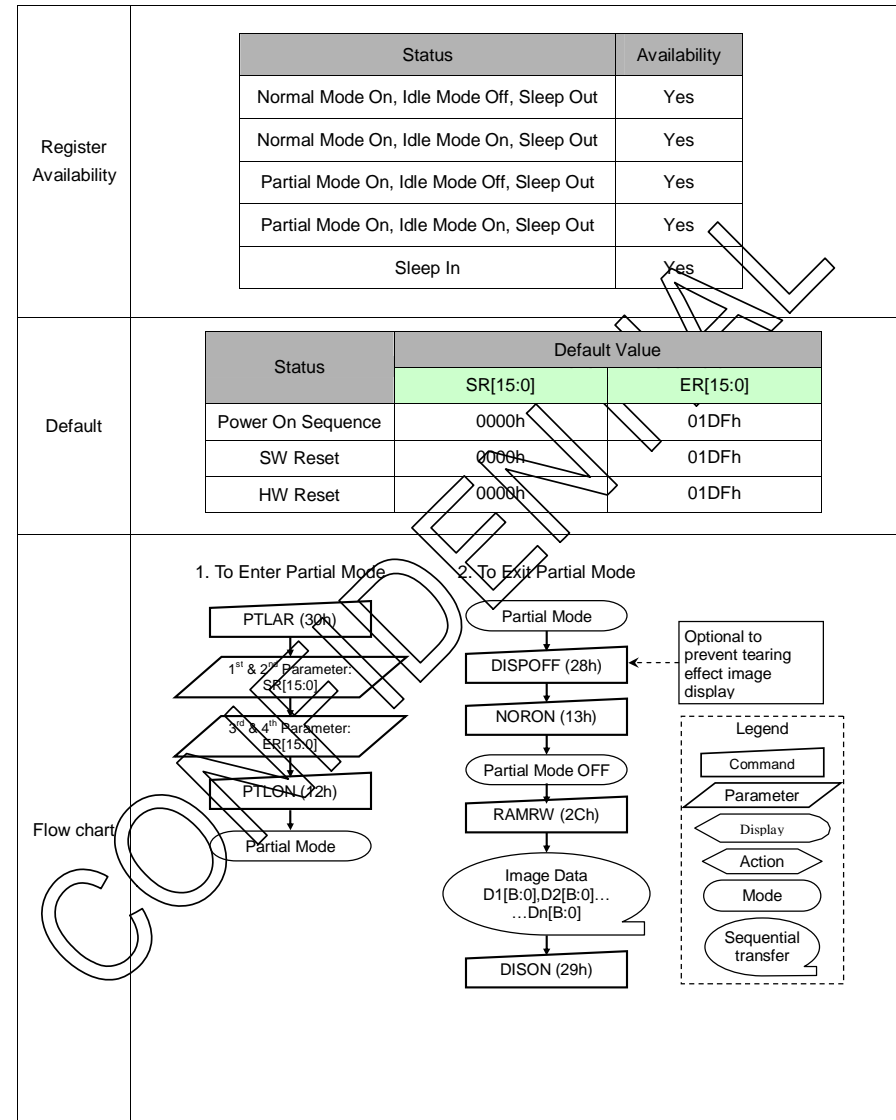 Register
Availability
Status Availability
Normal Mode On, Idle Mode Off, Sleep Out Yes
Normal Mode On, Idle Mode On, Sleep Out Yes
Partial Mode On, Idle Mode Off, Sleep Out Yes
Partial Mode On, Idle Mode On, Sleep Out Yes
Sleep In Yes
Default
Status Default Value
SR[15:0] ER[15:0]
Power On Sequence 0000h 01DFh
SW Reset 0000h 01DFh
HW Reset 0000h 01DFh
Flow chart
1. To Enter Partial Mode
PTLAR (30h)
1st & 2nd Parameter:
SR[15:0]
3rd & 4th Parameter:
ER[15:0]
PTLON (12h)
Partial Mode
2. To Exit Partial Mode
Partial Mode
DISPOFF (28h)
NORON (13h)
Partial Mode OFF
RAMRW (2Ch)
Image Data
D1[B:0],D2[B:0]…
…Dn[B:0]
DISON (29h)
Optional to
prevent tearing
effect image
display
Legend
Command
Parameter
Display
Action
Mode
Sequential
transfer
CONFIDENTIAL